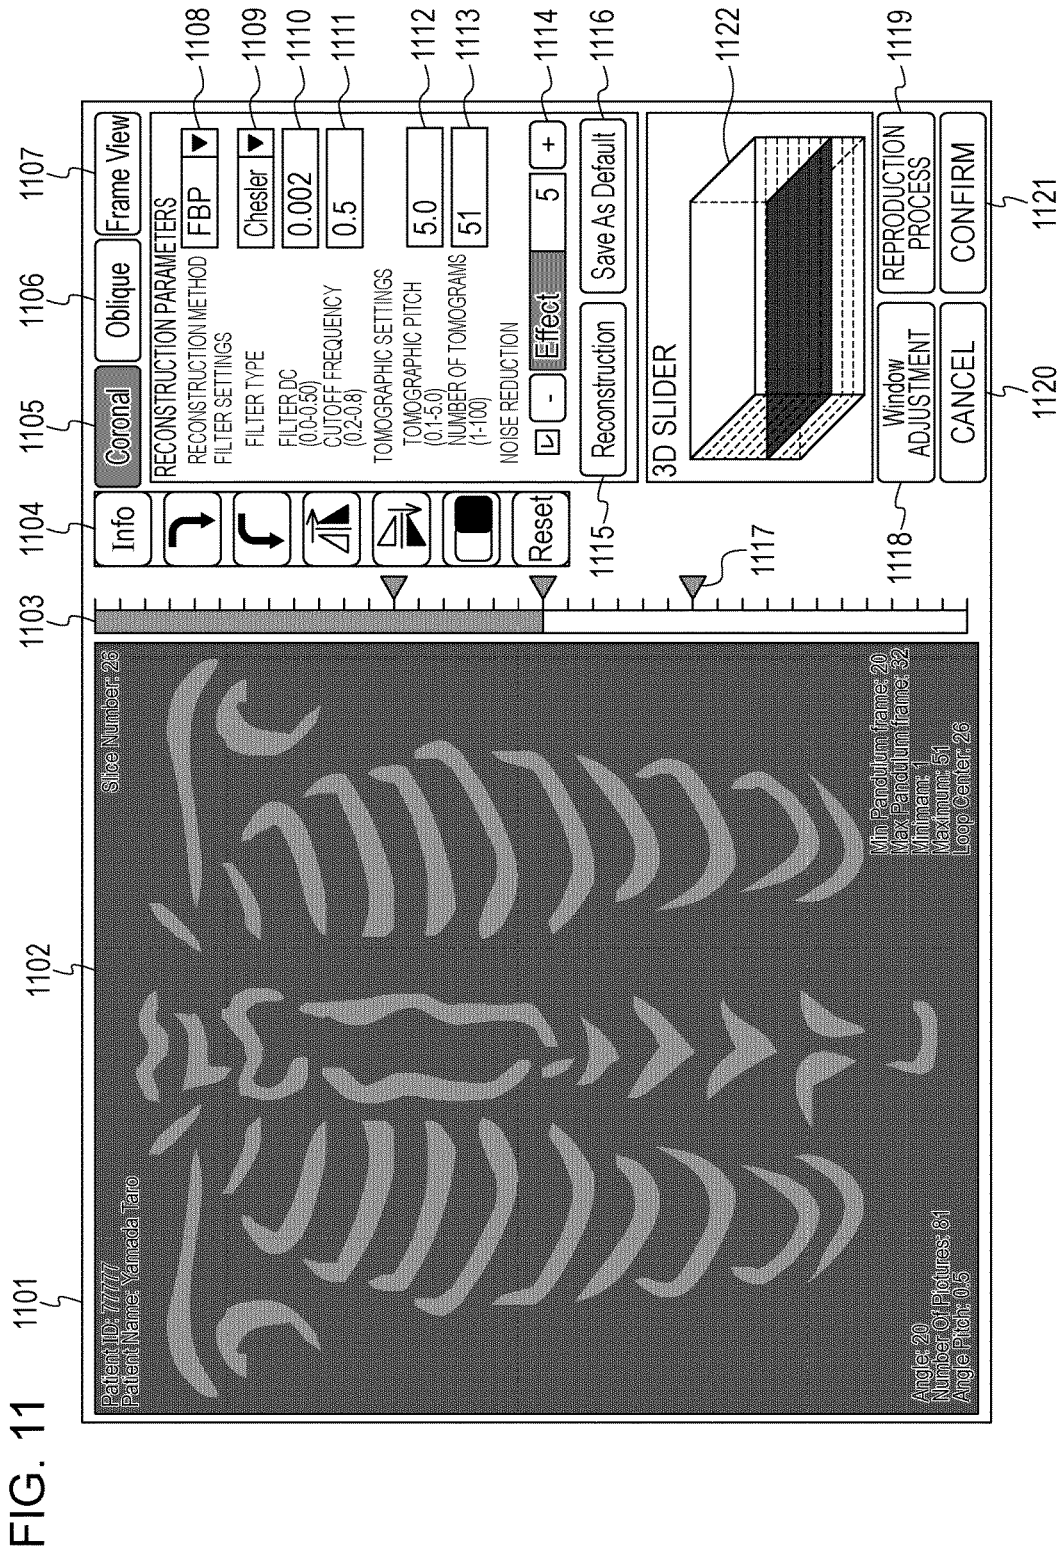 FIG. 11
1101
1102
1103
1104
1105
1106
1107
Patient ID: 77777
Patient Name: Yamada Taro
Slice Number: 26
Angle: 20
Number Of Pictures: 81
Angle Pitch: 0.5
Min Pandulum frame: 20
Max Pandulum frame: 32
Minimam: 1
Maximum: 51
Loop Center: 26
Info
Reset
Coronal
Oblique
Frame View
RECONSTRUCTION PARAMETERS
RECONSTRUCTION METHOD FBP
FILTER SETTINGS
FILTER TYPE Chesler
FILTER DC 0.002
(0.0-0.50)
CUTOFF FREQUENCY 0.5
(0.2-0.8)
TOMOGRAPHIC SETTINGS
TOMOGRAPHIC PITCH 5.0
(0.1-5.0)
NUMBER OF TOMOGRAMS 51
(1-100)
NOISE REDUCTION
- Effect 5 +
Reconstruction
Save As Default
3D SLIDER
Window
ADJUSTMENT
REPRODUCTION
PROCESS
CANCEL
CONFIRM
1108
1109
1110
1111
1112
1113
1114
1116
1122
1119
1115
1117
1118
1120
1121